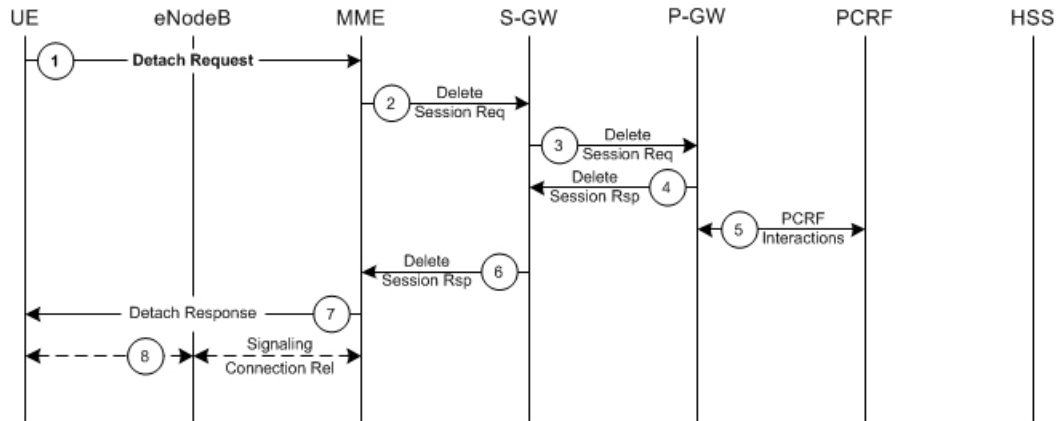 UE eNodeB MME S-GW P-GW PCRF HSS
1 Detach Request
2 Delete
Session Req
3 Delete
Session Req
Delete 4
Session Rsp
5 PCRF
Interactions
Delete 6
Session Rsp
Detach Response 7
8 Signaling
Connection Rel